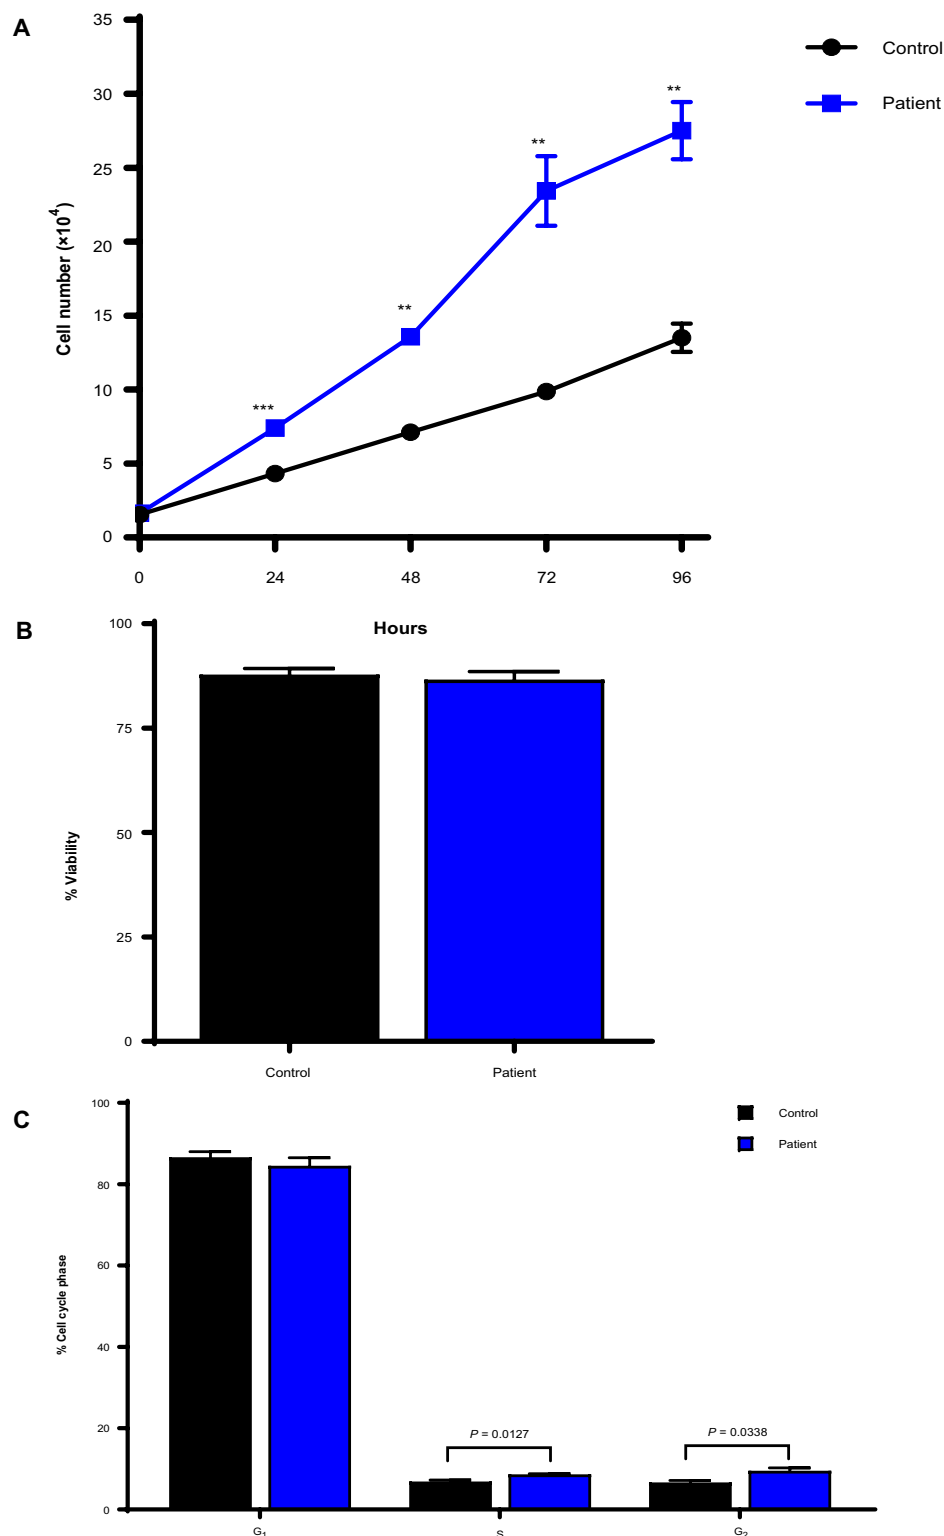 A
35
30
25
20
15
10
5
0
Cell number (×10⁴)
***
**
**
**
0 24 48 72 96
Hours
Control
Patient
B
100
75
50
25
0
% Viability
Control Patient
C
100
80
60
40
20
0
% Cell cycle phase
Control
Patient
P = 0.0127
P = 0.0338
G₁ S G₂